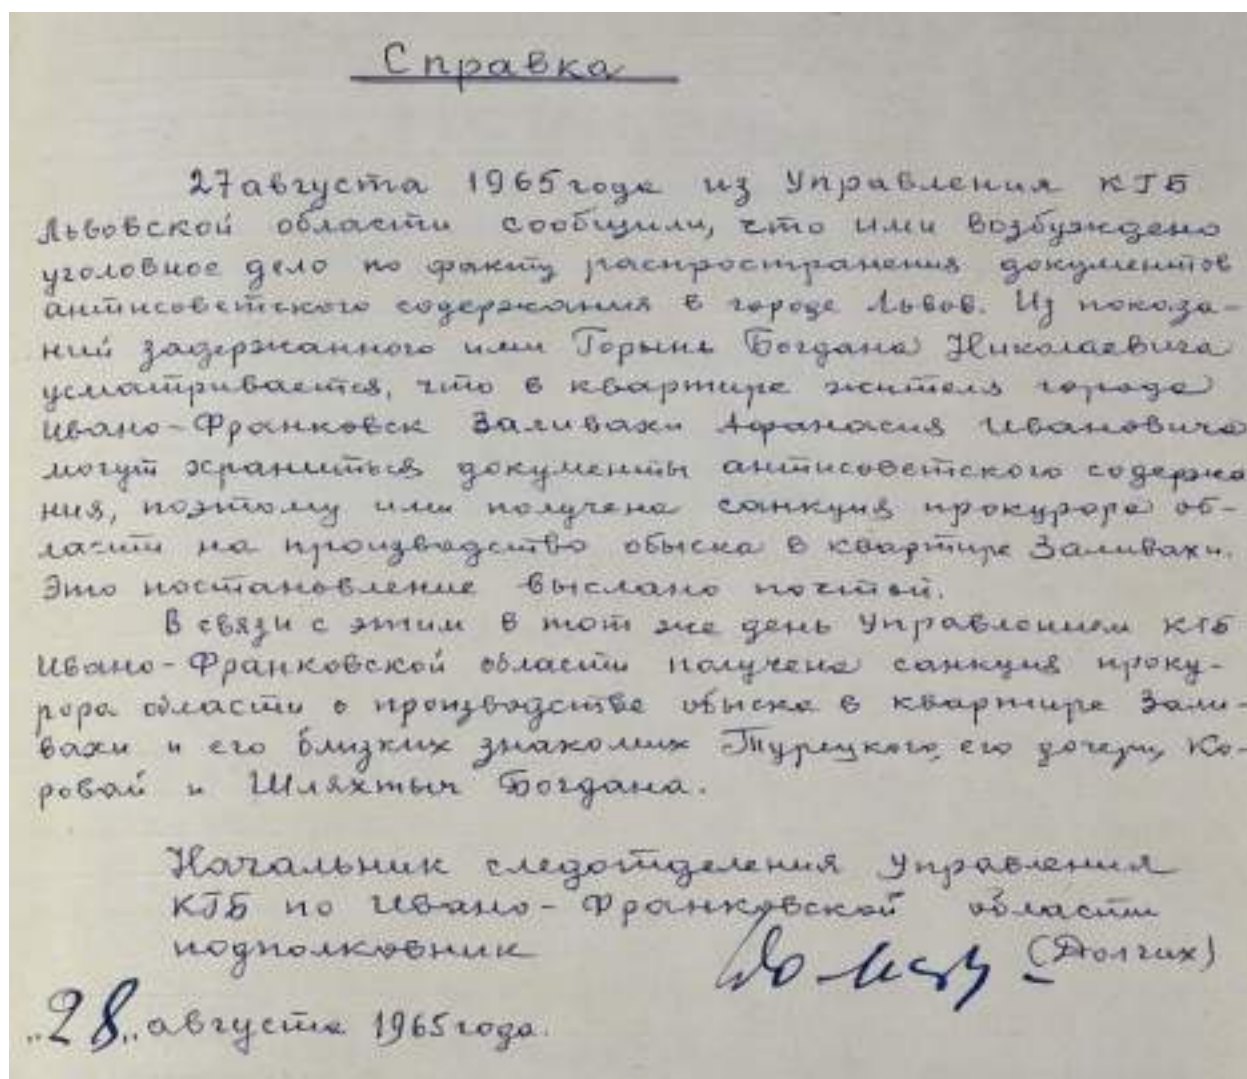 Справка
27 августа 1965 года из Управления КГБ
Львовской области сообщили, что ими возбуждено
уголовное дело по факту распространения документов
антисоветского содержания в городе Львов. Из показа-
ний задержанного ими Горынь Богдана Николаевича
усматривается, что в квартире жителя города
Ивано-Франковск Заливахи Афанасия Ивановича
могут храниться документы антисоветского содержа
ния, поэтому ими получена санкция прокурора об-
ласти на производство обыска в квартире Заливахи.
Это постановление выслано почтой.
В связи с этим в тот же день Управлением КГБ
Ивано-Франковской области получена санкция проку-
рора области о производстве обыска в квартире Зали-
вахи и его близких знакомых Турецкого, его дочери, Ко-
ровай и Шляхтыч Богдана.
Начальник следотделения Управления
КГБ по Ивано-Франковской области
подполковник (Долгих)
„28„ августа 1965 года.